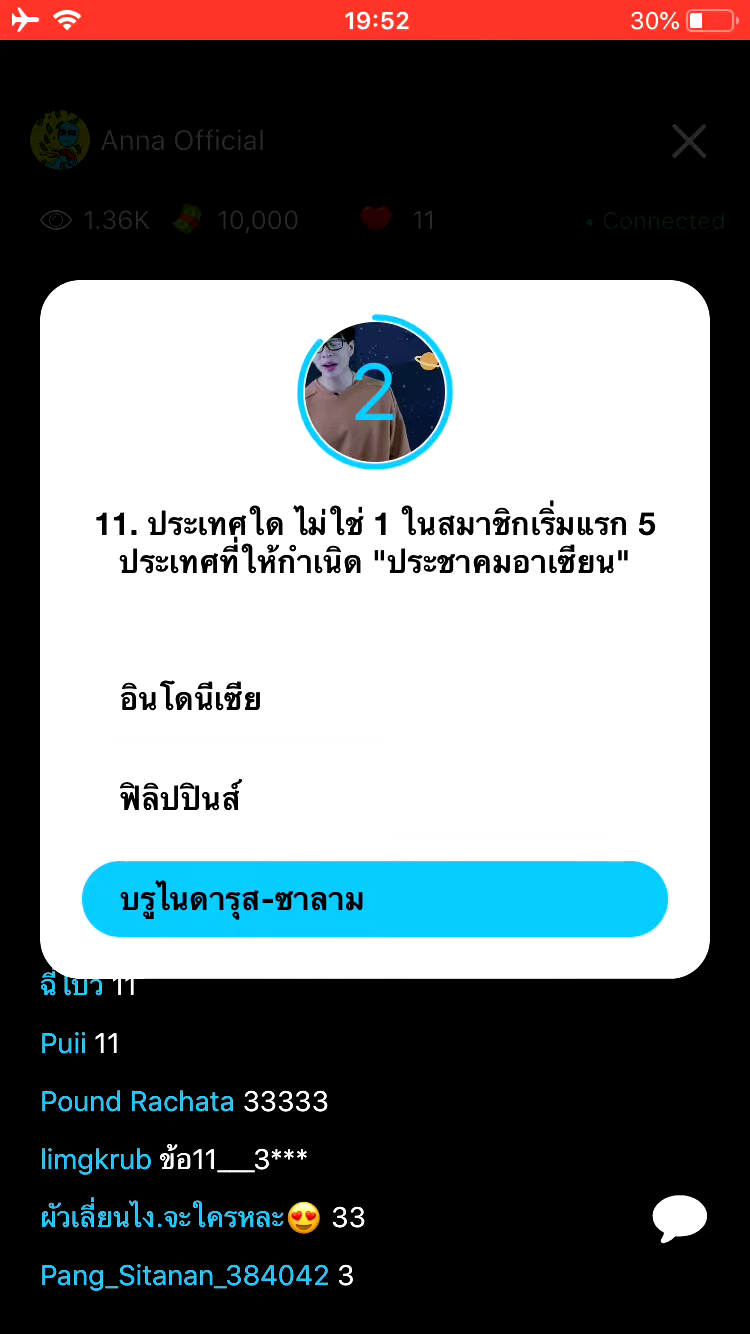 19:52
30%
Anna Official
1.36K 10,000 11 • Connected
2
11. ประเทศใด ไม่ใช่ 1 ในสมาชิกเริ่มแรก 5
ประเทศที่ให้กำเนิด "ประชาคมอาเซียน"
อินโดนีเซีย
ฟิลิปปินส์
บรูไนดารุส-ซาลาม
11
Puii 11
Pound Rachata 33333
limgkrub ข้อ11___3***
ผัวเลี่ยนไง.จะใครหละ😍 33
Pang_Sitanan_384042 3